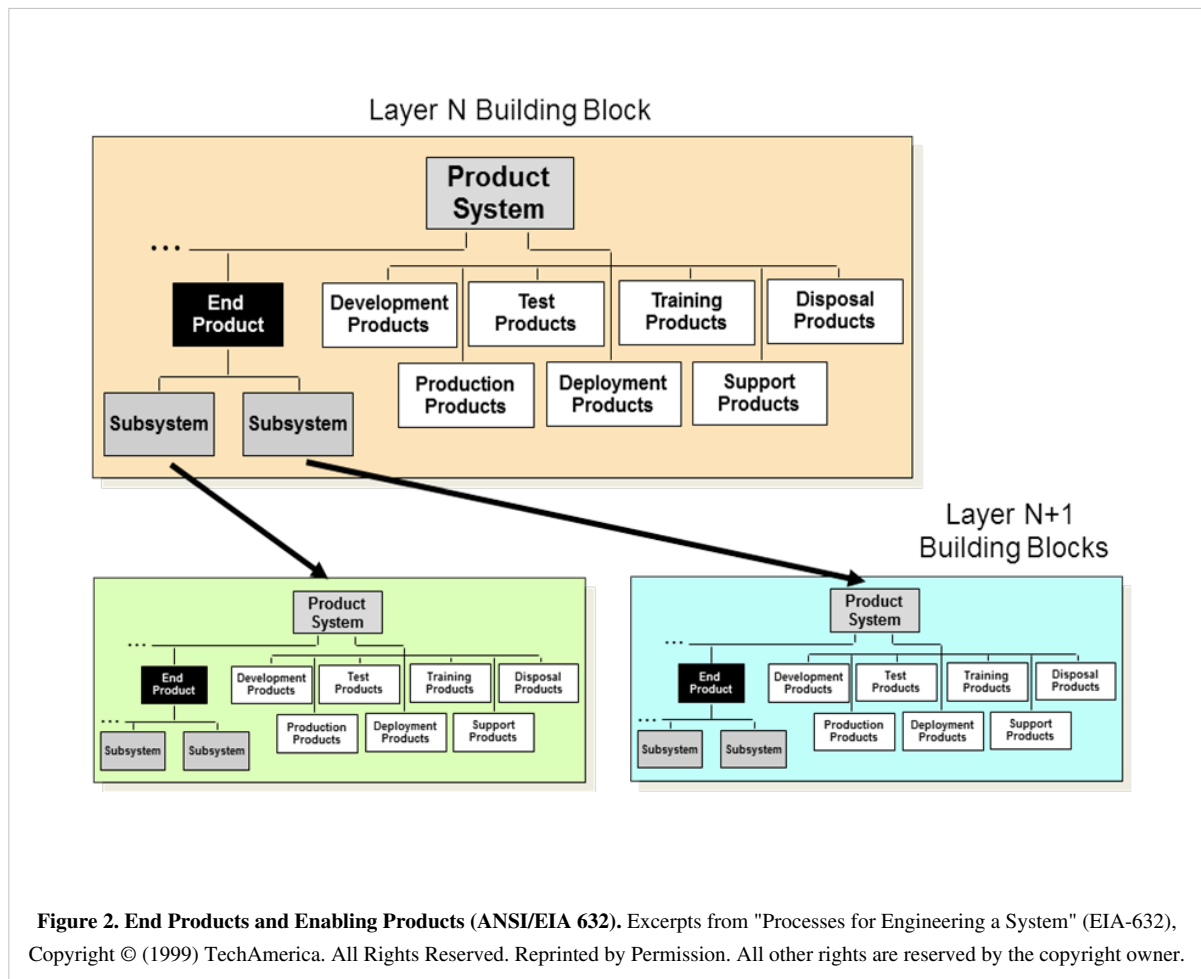 Layer N Building Block
Product
System
...
End
Product
Development
Products
Test
Products
Training
Products
Disposal
Products
Production
Products
Deployment
Products
Support
Products
Subsystem
Subsystem
Layer N+1
Building Blocks
Product
System
...
End
Product
Development
Products
Test
Products
Training
Products
Disposal
Products
...
Subsystem
Subsystem
Production
Products
Deployment
Products
Support
Products
Product
System
...
End
Product
Development
Products
Test
Products
Training
Products
Disposal
Products
...
Subsystem
Subsystem
Production
Products
Deployment
Products
Support
Products
Figure 2. End Products and Enabling Products (ANSI/EIA 632). Excerpts from "Processes for Engineering a System" (EIA-632),
Copyright © (1999) TechAmerica. All Rights Reserved. Reprinted by Permission. All other rights are reserved by the copyright owner.